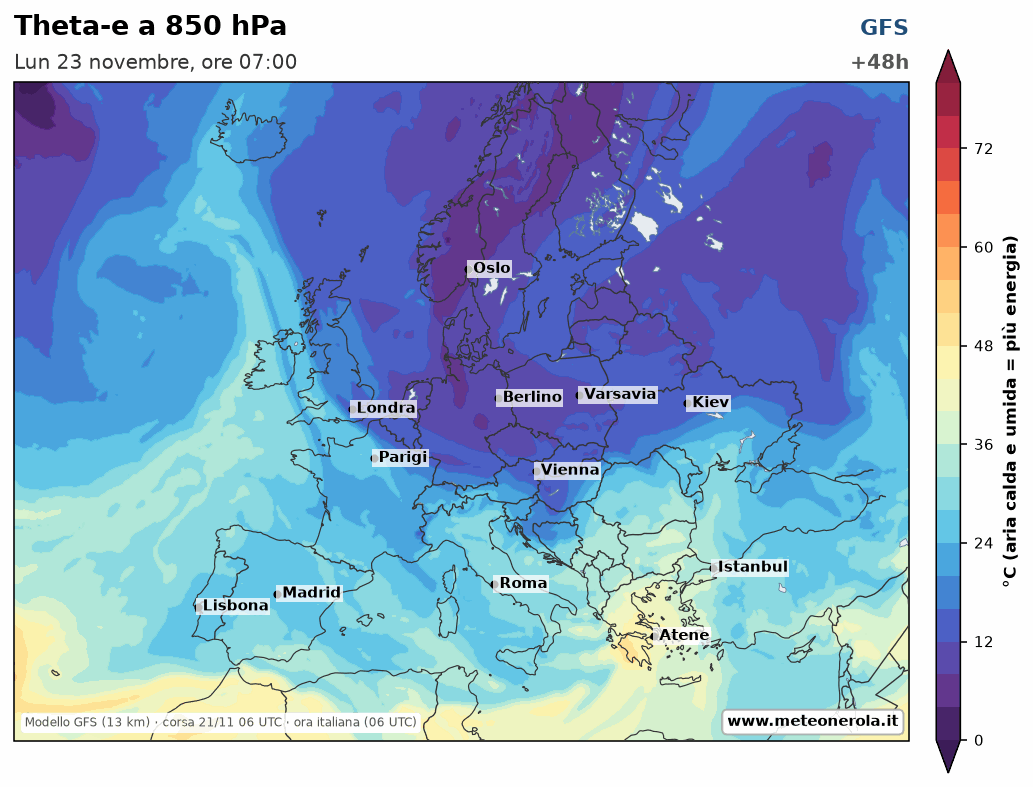 Theta-e a 850 hPa
GFS
Lun 23 novembre, ore 07:00
+48h
72
60
48
36
24
12
0
°C (aria calda e umida = più energia)
Oslo
Berlino
Varsavia
Kiev
Londra
Parigi
Vienna
Istanbul
Roma
Madrid
Lisbona
Atene
Modello GFS (13 km) · corsa 21/11 06 UTC · ora italiana (06 UTC)
www.meteonerola.it